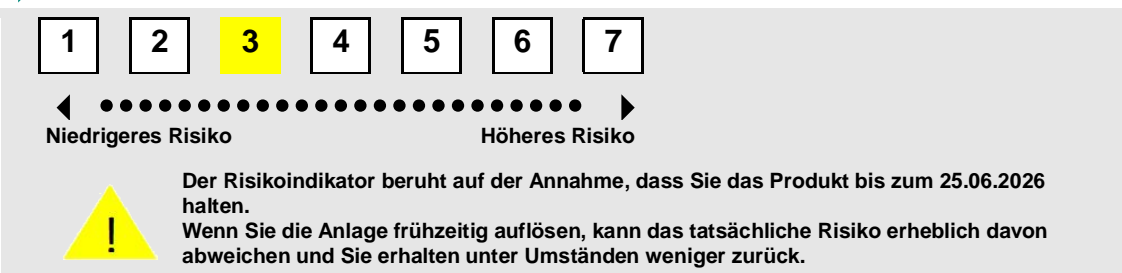 1 2 3 4 5 6 7
Niedrigeres Risiko Höheres Risiko
Der Risikoindikator beruht auf der Annahme, dass Sie das Produkt bis zum 25.06.2026
halten.
Wenn Sie die Anlage frühzeitig auflösen, kann das tatsächliche Risiko erheblich davon
abweichen und Sie erhalten unter Umständen weniger zurück.
!